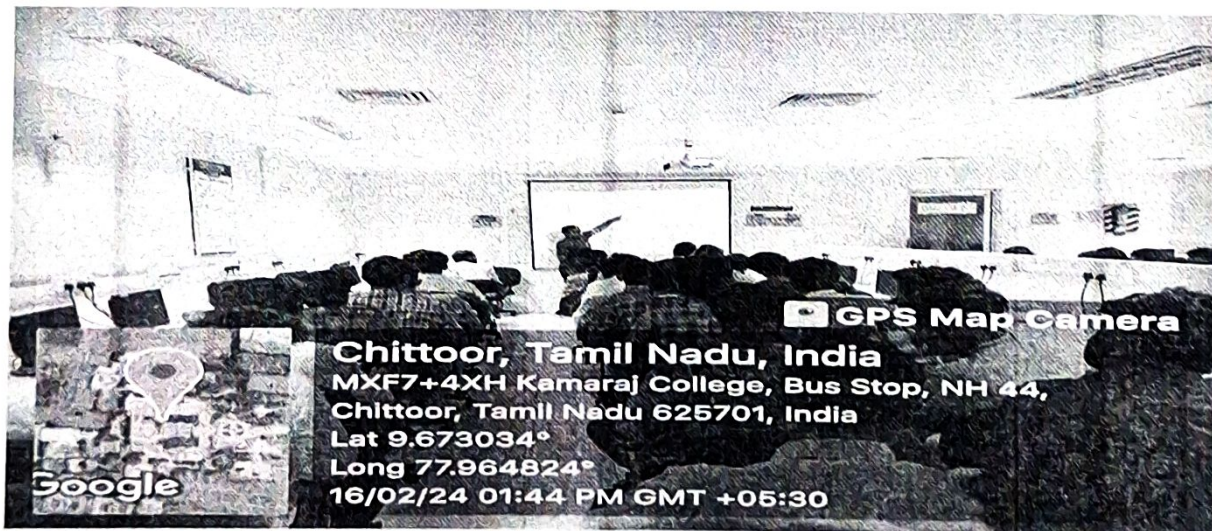 GPS Map Camera
Chittoor, Tamil Nadu, India
MXF7+4XH Kamaraj College, Bus Stop, NH 44,
Chittoor, Tamil Nadu 625701, India
Lat 9.673034°
Long 77.964824°
16/02/24 01:44 PM GMT +05:30
Google